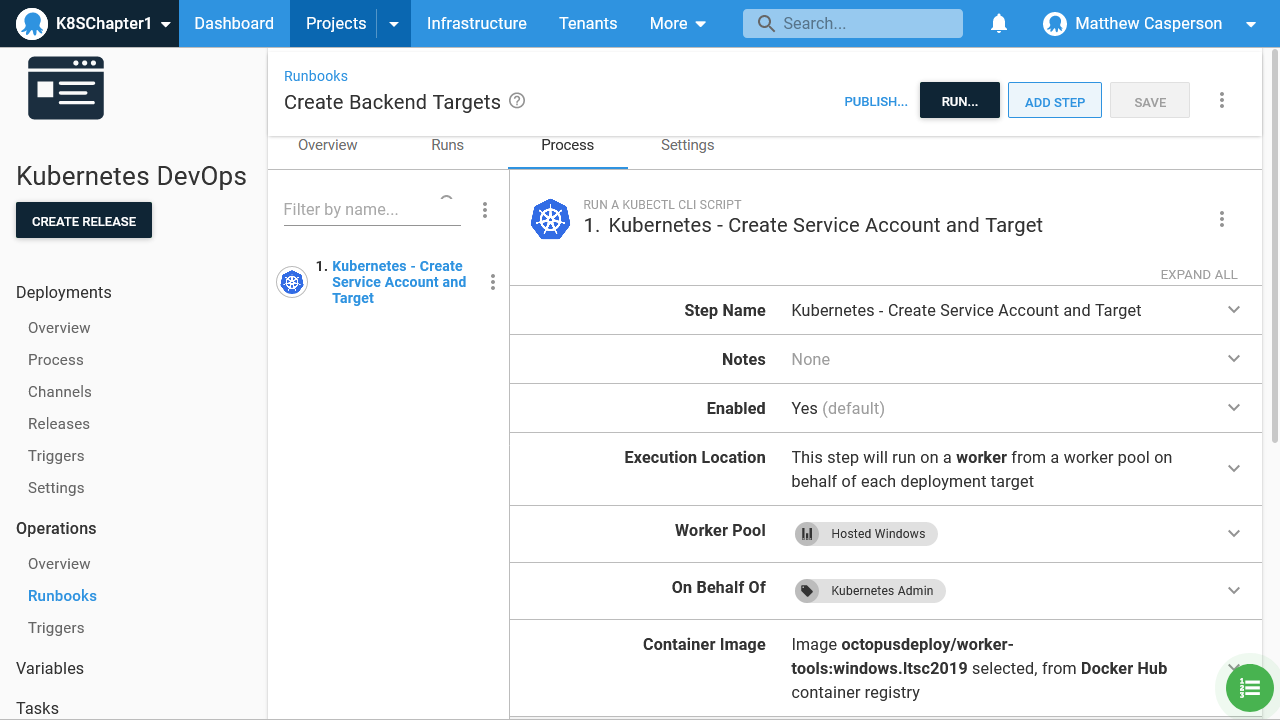 K8SChapter1
Dashboard
Projects
Infrastructure
Tenants
More
Search...
Matthew Casperson
Kubernetes DevOps
CREATE RELEASE
Deployments
Overview
Process
Channels
Releases
Triggers
Settings
Operations
Overview
Runbooks
Triggers
Variables
Tasks
Runbooks
Create Backend Targets
PUBLISH...
RUN...
ADD STEP
SAVE
Overview
Runs
Process
Settings
Filter by name...
1. Kubernetes - Create
Service Account and
Target
RUN A KUBECTL CLI SCRIPT
1. Kubernetes - Create Service Account and Target
EXPAND ALL
Step Name
Kubernetes - Create Service Account and Target
Notes
None
Enabled
Yes (default)
Execution Location
This step will run on a worker from a worker pool on
behalf of each deployment target
Worker Pool
Hosted Windows
On Behalf Of
Kubernetes Admin
Container Image
Image octopusdeploy/worker-
tools:windows.ltsc2019 selected, from Docker Hub
container registry